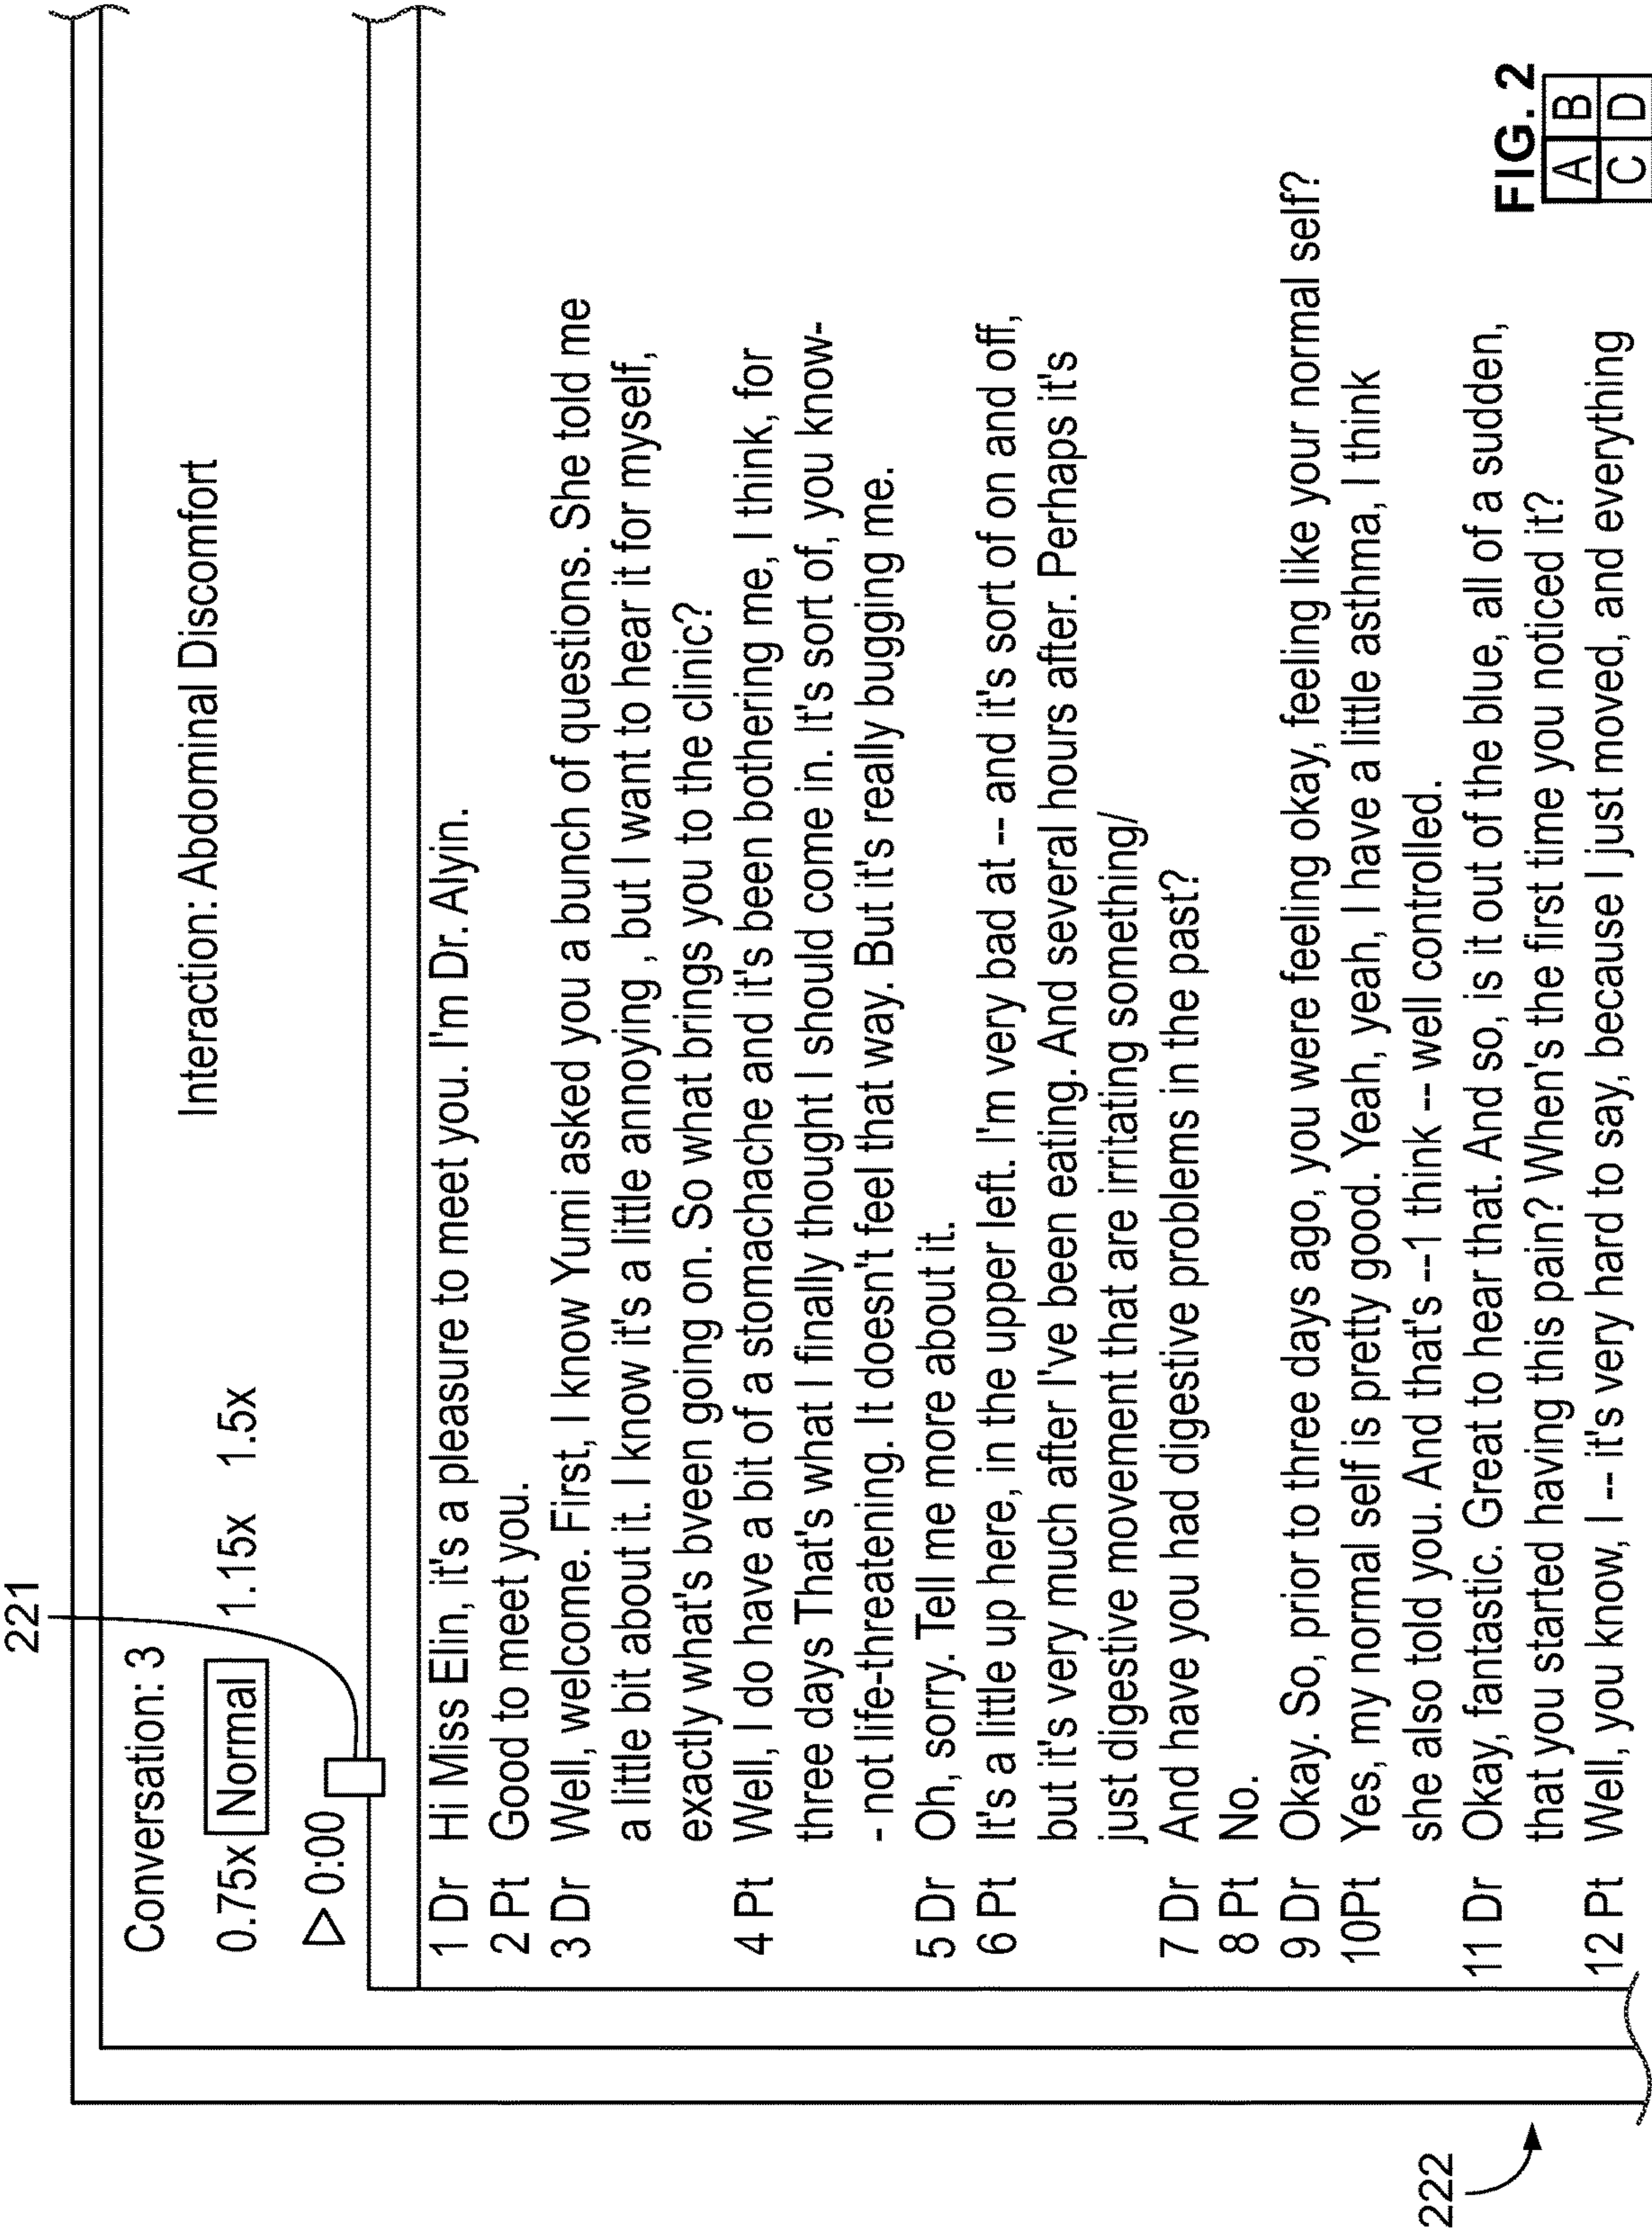 221
Conversation: 3
Interaction: Abdominal Discomfort
0.75x Normal 1.15x 1.5x
0:00
1 Dr Hi Miss Elin, it's a pleasure to meet you. I'm Dr. Alyin.
2 Pt Good to meet you.
3 Dr Well, welcome. First, I know Yumi asked you a bunch of questions. She told me
a little bit about it. I know it's a little annoying , but I want to hear it for myself,
exactly what's bveen going on. So what brings you to the clinic?
4 Pt Well, I do have a bit of a stomachache and it's been bothering me, I think, for
three days That's what I finally thought I should come in. It's sort of, you know-
- not life-threatening. It doesn't feel that way. But it's really bugging me.
5 Dr Oh, sorry. Tell me more about it.
6 Pt It's a little up here, in the upper left. I'm very bad at -- and it's sort of on and off,
but it's very much after I've been eating. And several hours after. Perhaps it's
just digestive movement that are irritating something/
7 Dr And have you had digestive problems in the past?
8 Pt No.
9 Dr Okay. So, prior to three days ago, you were feeling okay, feeling like your normal self?
10Pt Yes, my normal self is pretty good. Yeah, yeah, I have a little asthma, I think
she also told you. And that's --1 think -- well controlled.
11 Dr Okay, fantastic. Great to hear that. And so, is it out of the blue, all of a sudden,
that you started having this pain? When's the first time you noticed it?
12 Pt Well, you know, I -- it's very hard to say, because I just moved, and everything
222
FIG. 2
A B
C D